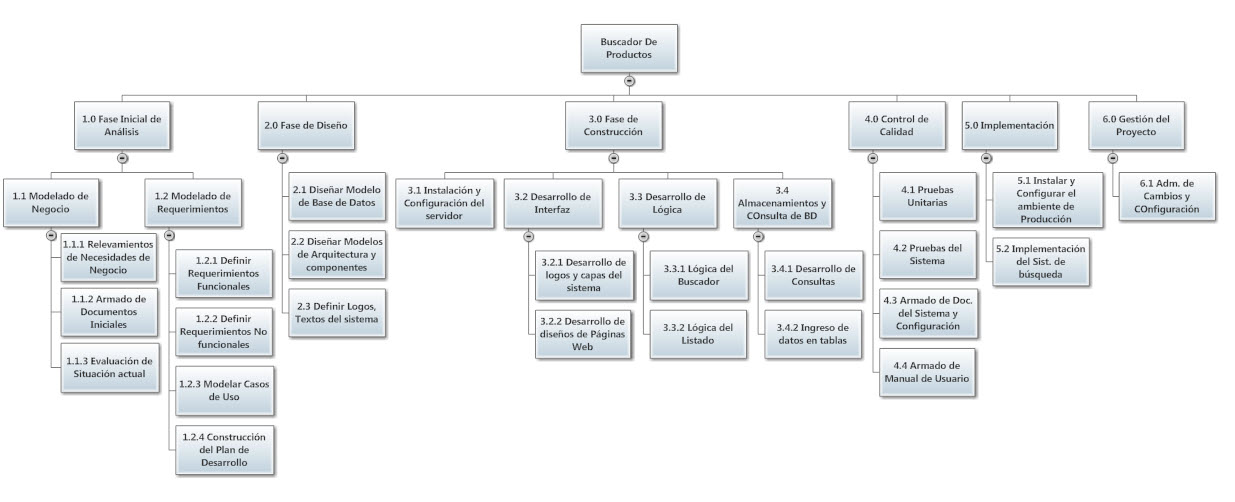 Buscador De
Productos
1.0 Fase Inicial de
Análisis
2.0 Fase de Diseño
3.0 Fase de
Construcción
4.0 Control de
Calidad
5.0 Implementación
6.0 Gestión del
Proyecto
1.1 Modelado de
Negocio
1.1.1 Relevamientos
de Necesidades de
Negocio
1.1.2 Armado de
Documentos
Iniciales
1.1.3 Evaluación de
Situación actual
1.2 Modelado de
Requerimientos
1.2.1 Definir
Requerimientos
Funcionales
1.2.2 Definir
Requerimientos No
funcionales
1.2.3 Modelar Casos
de Uso
1.2.4 Construcción
del Plan de
Desarrollo
2.1 Diseñar Modelo
de Base de Datos
2.2 Diseñar Modelos
de Arquitectura y
componentes
2.3 Definir Logos,
Textos del sistema
3.1 Instalación y
Configuración del
servidor
3.2 Desarrollo de
Interfaz
3.2.1 Desarrollo de
logos y capas del
sistema
3.2.2 Desarrollo de
diseños de Páginas
Web
3.3 Desarrollo de
Lógica
3.3.1 Lógica del
Buscador
3.3.2 Lógica del
Listado
3.4
Almacenamientos y
COnsulta de BD
3.4.1 Desarrollo de
Consultas
3.4.2 Ingreso de
datos en tablas
4.1 Pruebas
Unitarias
4.2 Pruebas del
Sistema
4.3 Armado de Doc.
del Sistema y
Configuración
4.4 Armado de
Manual de Usuario
5.1 Instalar y
Configurar el
ambiente de
Producción
5.2 Implementación
del Sist. de
búsqueda
6.1 Adm. de
Cambios y
COnfiguración